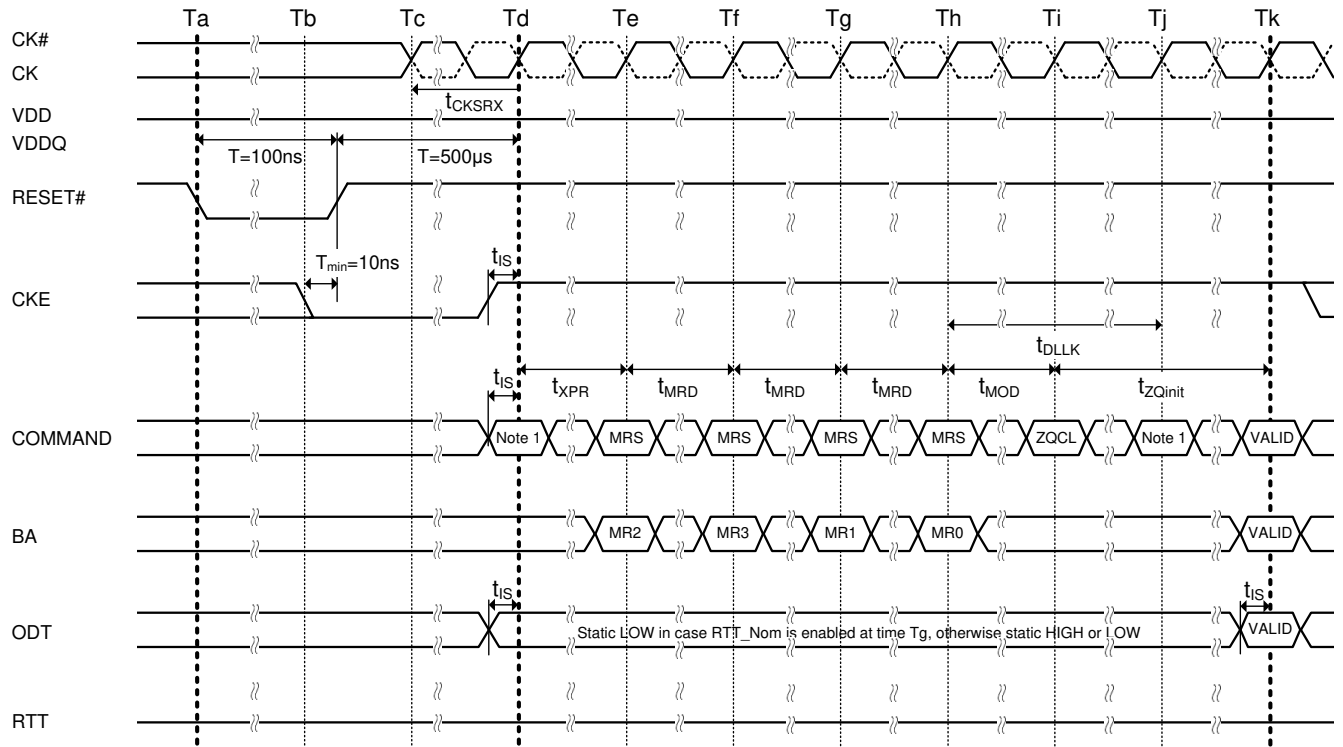 Ta Tb Tc Td Te Tf Tg Th Ti Tj Tk
CK#
CK
tCKSRX
VDD
VDDQ
T=100ns T=500µs
RESET#
Tmin=10ns tIS
CKE
tDLLK
tIS tXPR tMRD tMRD tMRD tMOD tZQinit
COMMAND Note 1 MRS MRS MRS MRS ZQCL Note 1 VALID
BA MR2 MR3 MR1 MR0 VALID
tIS tIS
ODT Static LOW in case RTT_Nom is enabled at time Tg, otherwise static HIGH or LOW VALID
RTT